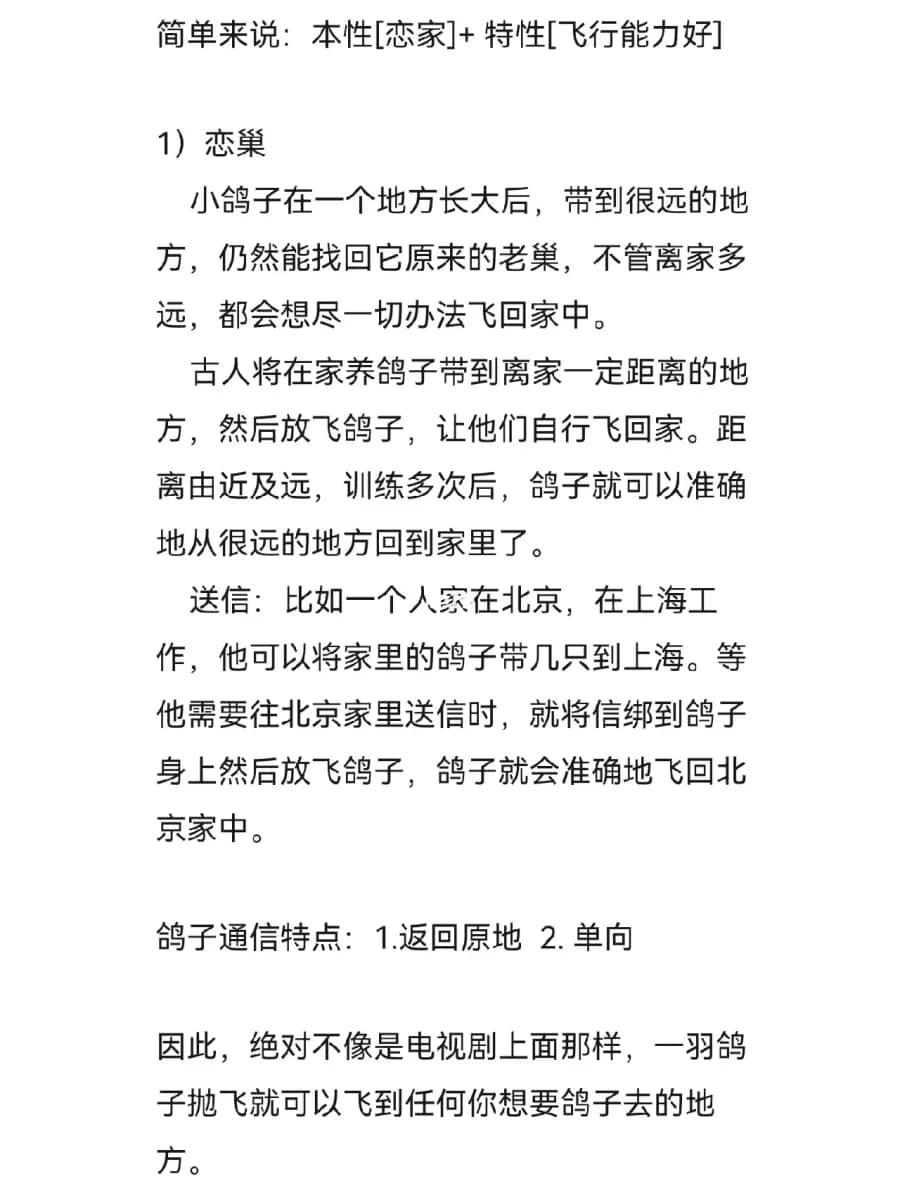 简单来说：本性[恋家]+ 特性[飞行能力好]
1）恋巢
小鸽子在一个地方长大后，带到很远的地
方，仍然能找回它原来的老巢，不管离家多
远，都会想尽一切办法飞回家中。
古人将在家养鸽子带到离家一定距离的地
方，然后放飞鸽子，让他们自行飞回家。距
离由近及远，训练多次后，鸽子就可以准确
地从很远的地方回到家里了。
送信：比如一个人家在北京，在上海工
作，他可以将家里的鸽子带几只到上海。等
他需要往北京家里送信时，就将信绑到鸽子
身上然后放飞鸽子，鸽子就会准确地飞回北
京家中。
鸽子通信特点：1.返回原地 2. 单向
因此，绝对不像是电视剧上面那样，一羽鸽
子抛飞就可以飞到任何你想要鸽子去的地
方。